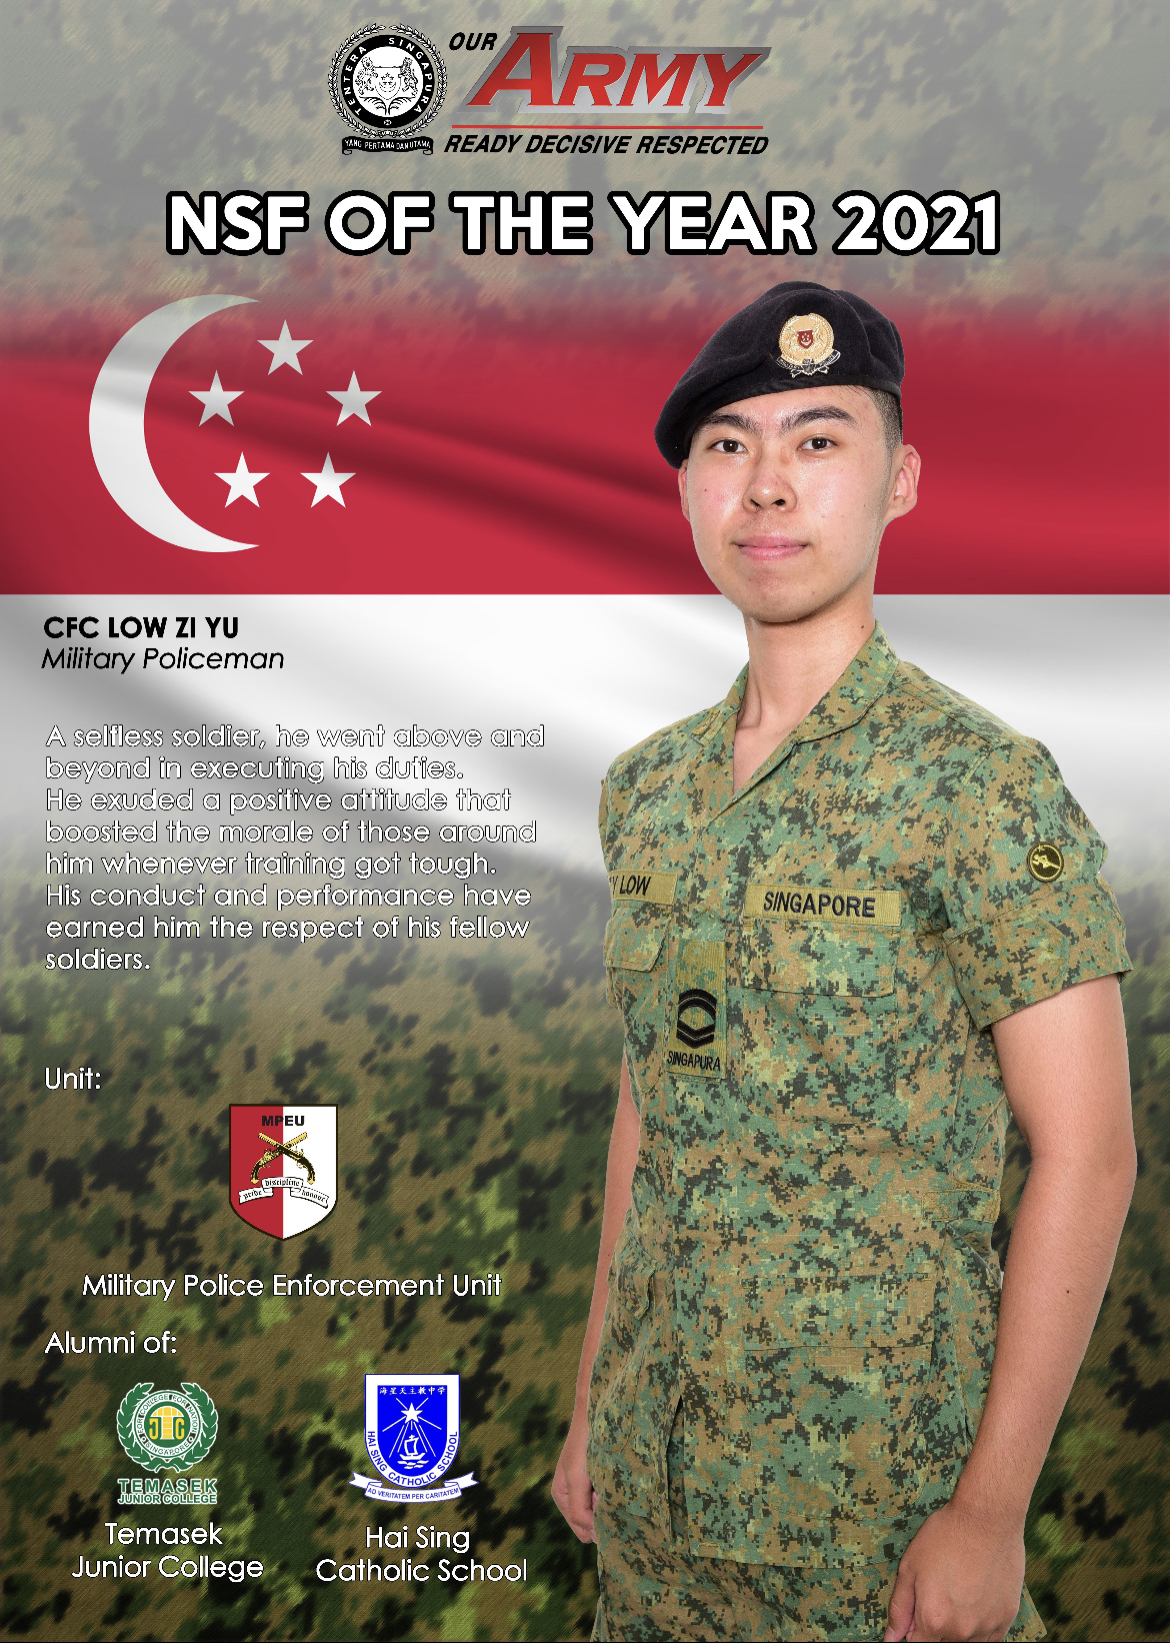 TENTERA SINGAPURA
YANG PERTAMA DAN UTAMA
OUR ARMY
READY DECISIVE RESPECTED
NSF OF THE YEAR 2021
CFC LOW ZI YU
Military Policeman
A selfless soldier, he went above and
beyond in executing his duties.
He exuded a positive attitude that
boosted the morale of those around
him whenever training got tough.
His conduct and performance have
earned him the respect of his fellow
soldiers.
LOW
SINGAPORE
SINGAPURA
Unit:
MPEU
discipline
pride honour
Military Police Enforcement Unit
Alumni of:
SINGAPORE
TJC
TEMASEK
JUNIOR COLLEGE
Temasek
Junior College
海星天主教中学
HAI SING CATHOLIC SCHOOL
AD VERITATEM PER CARITATEM
Hai Sing
Catholic School